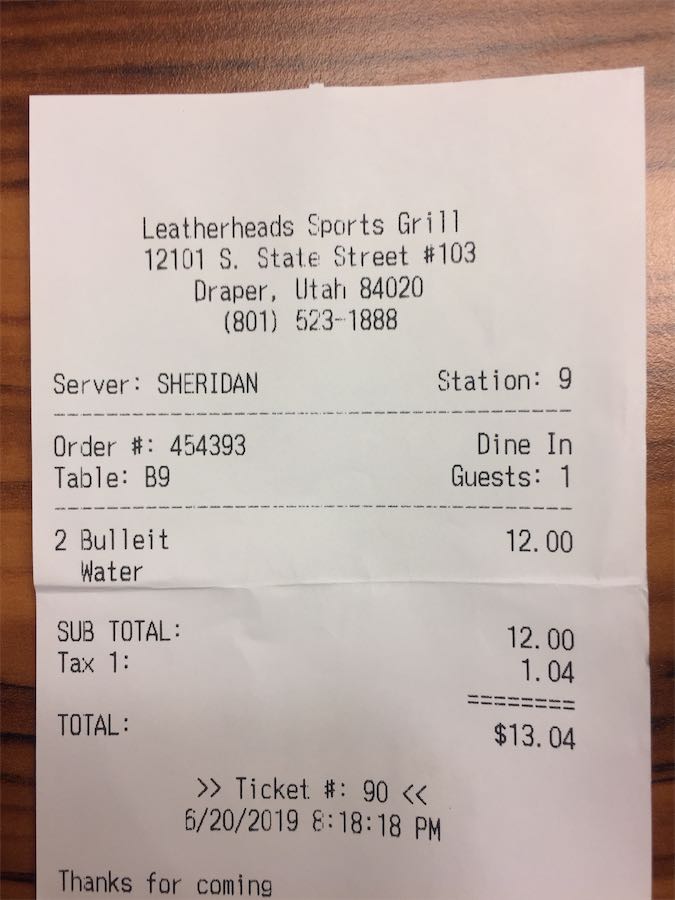 Leatherheads Sports Grill
12101 S. State Street #103
Draper, Utah 84020
(801) 523-1888
Server: SHERIDAN Station: 9
--------------------------------
Order #: 454393 Dine In
Table: B9 Guests: 1
--------------------------------
2 Bulleit 12.00
Water
SUB TOTAL: 12.00
Tax 1: 1.04
========
TOTAL: $13.04
>> Ticket #: 90 <<
6/20/2019 8:18:18 PM
Thanks for coming